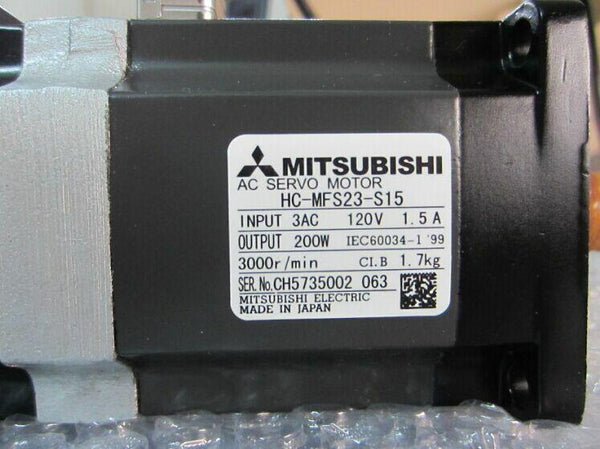 MITSUBISHI
AC SERVO MOTOR
HC-MFS23-S15
INPUT 3AC 120V 1.5A
OUTPUT 200W IEC60034-1 '99
3000r/min CI.B 1.7kg
SER.No.CH5735002 063
MITSUBISHI ELECTRIC
MADE IN JAPAN